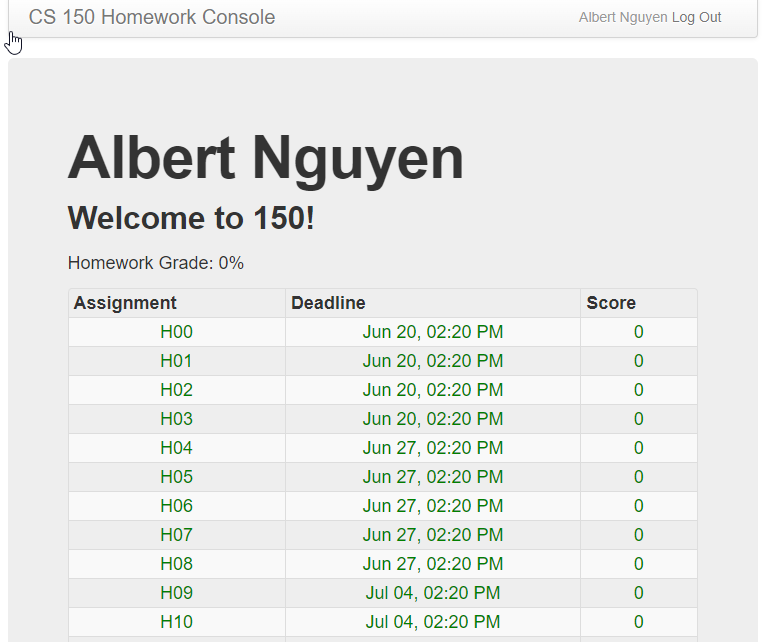 CS 150 Homework Console Albert Nguyen Log Out
Albert Nguyen
Welcome to 150!
Homework Grade: 0%
Assignment Deadline Score
H00 Jun 20, 02:20 PM 0
H01 Jun 20, 02:20 PM 0
H02 Jun 20, 02:20 PM 0
H03 Jun 20, 02:20 PM 0
H04 Jun 27, 02:20 PM 0
H05 Jun 27, 02:20 PM 0
H06 Jun 27, 02:20 PM 0
H07 Jun 27, 02:20 PM 0
H08 Jun 27, 02:20 PM 0
H09 Jul 04, 02:20 PM 0
H10 Jul 04, 02:20 PM 0